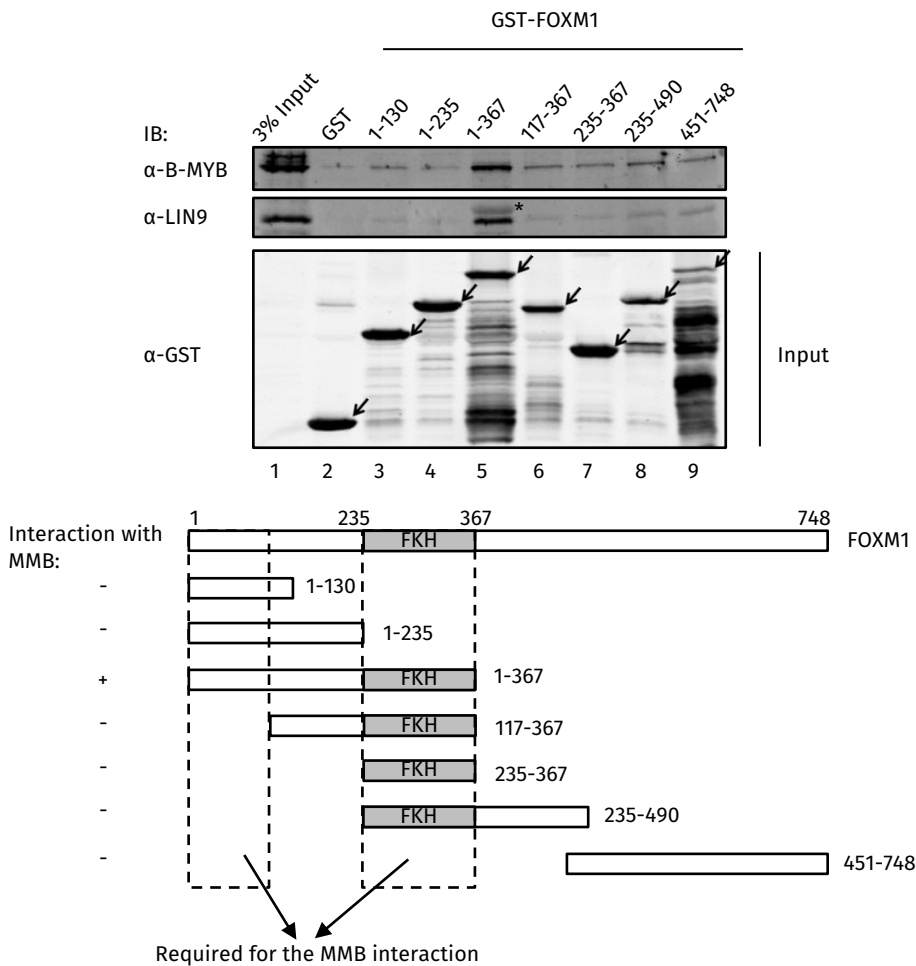 GST-FOXM1
IB:
3% Input
GST
1-130
1-235
1-367
117-367
235-367
235-490
451-748
α-B-MYB
α-LIN9
*
α-GST
Input
1 2 3 4 5 6 7 8 9
1 235 367 748
Interaction with
MMB:
FKH
FOXM1
- 1-130
- 1-235
+ FKH 1-367
- FKH 117-367
- FKH 235-367
- FKH 235-490
- 451-748
Required for the MMB interaction